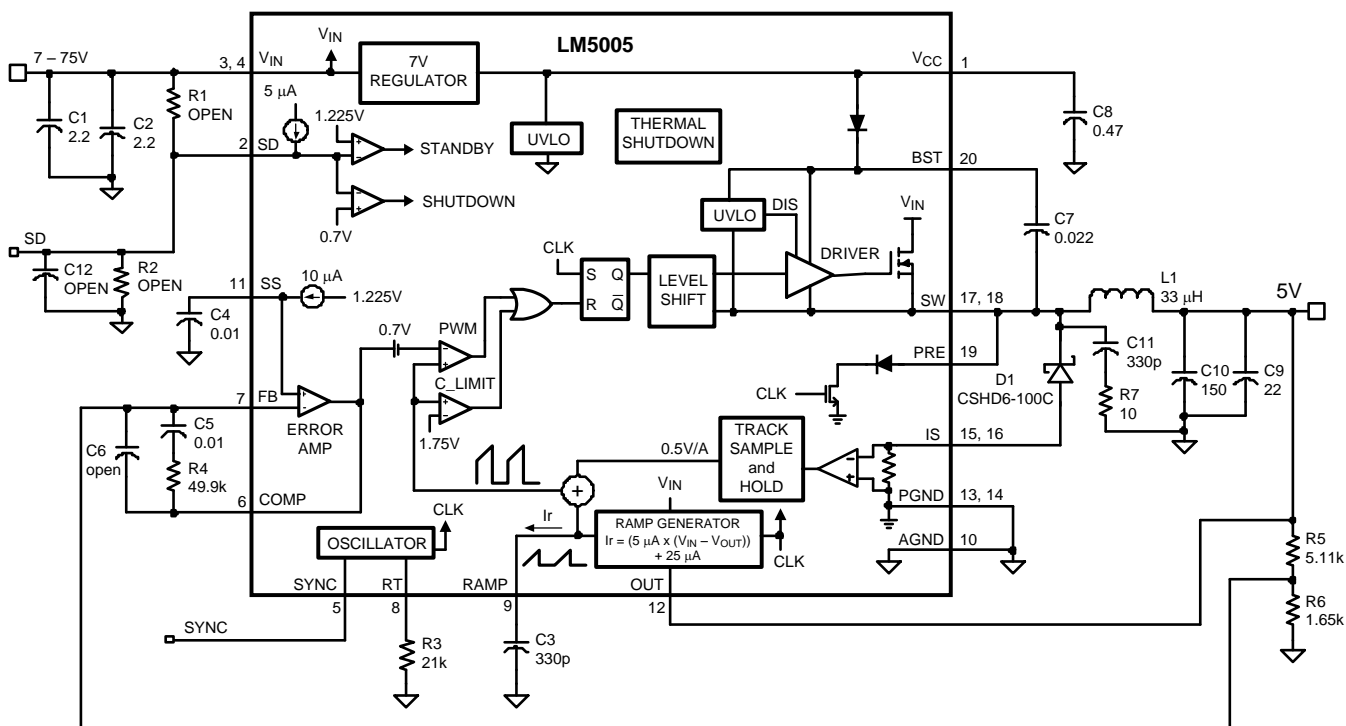 LM5005
7 – 75V
3, 4
V_IN
V_IN
7V
REGULATOR
V_CC
1
R1
OPEN
C1
2.2
C2
2.2
5 μA
1.225V
2
SD
STANDBY
SHUTDOWN
0.7V
UVLO
THERMAL
SHUTDOWN
C8
0.47
BST
20
UVLO
DIS
V_IN
DRIVER
C7
0.022
SD
C12
OPEN
R2
OPEN
11
SS
10 μA
1.225V
C4
0.01
CLK
S
Q
R
Q̅
LEVEL
SHIFT
SW
17, 18
L1
33 μH
5V
0.7V
PWM
C_LIMIT
1.75V
PRE
19
CLK
C11
330p
D1
CSHD6-100C
R7
10
C10
150
C9
22
7
FB
ERROR
AMP
C5
0.01
C6
open
R4
49.9k
6
COMP
0.5V/A
TRACK
SAMPLE
and
HOLD
IS
15, 16
PGND
13, 14
AGND
10
CLK
OSCILLATOR
Ir
V_IN
RAMP GENERATOR
Ir = (5 μA x (V_IN – V_OUT))
+ 25 μA
CLK
SYNC
RT
RAMP
OUT
5
8
9
12
SYNC
R3
21k
C3
330p
R5
5.11k
R6
1.65k